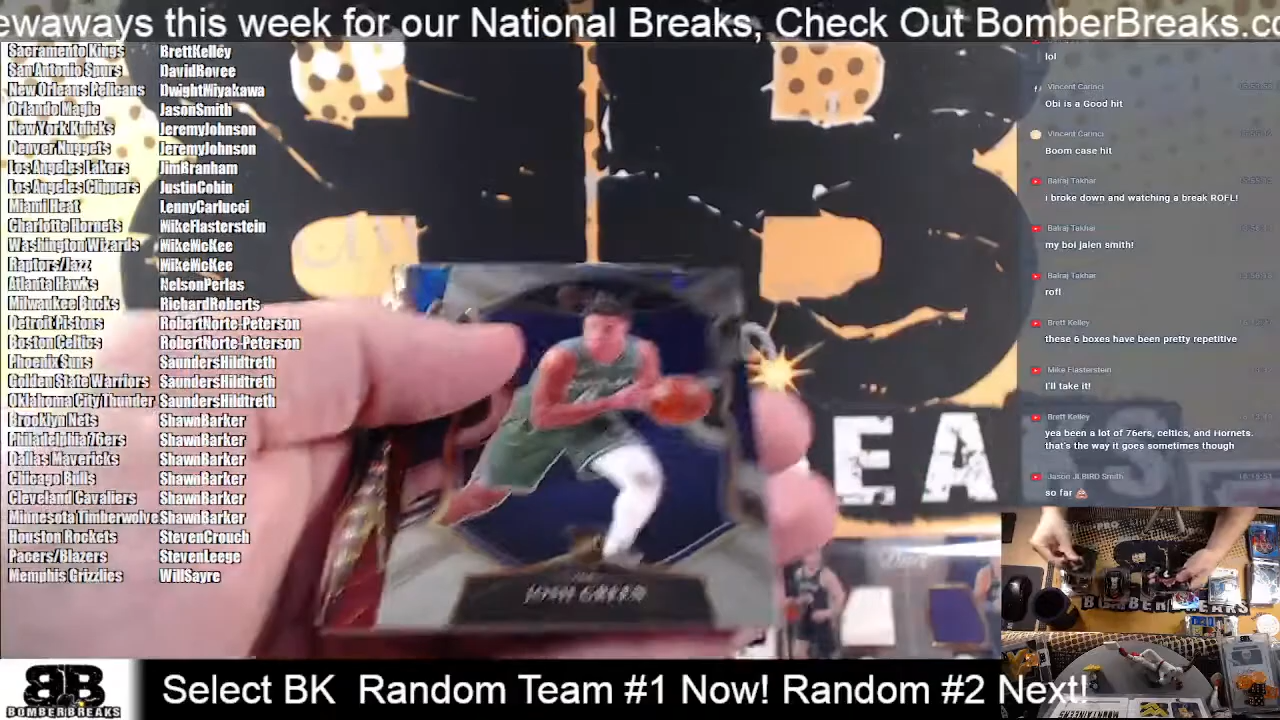 ewaways this week for our National Breaks, Check Out BomberBreaks.co
Sacramento Kings BrettKelley
San Antonio Spurs DavidBovee
New Orleans Pelicans DwightMiyakawa
Orlando Magic JasonSmith
New York Knicks JeremyJohnson
Denver Nuggets JeremyJohnson
Los Angeles Lakers JimBranham
Los Angeles Clippers JustinCobin
Miami Heat LennyCarlucci
Charlotte Hornets MikeFlasterstein
Washington Wizards MikeMcKee
Raptors/Jazz MikeMcKee
Atlanta Hawks NelsonPerlas
Milwaukee Bucks RichardRoberts
Detroit Pistons RobertNorte-Peterson
Boston Celtics RobertNorte-Peterson
Phoenix Suns SaundersHildtreth
Golden State Warriors SaundersHildtreth
Oklahoma City Thunder SaundersHildtreth
Brooklyn Nets ShawnBarker
Philadelphia 76ers ShawnBarker
Dallas Mavericks ShawnBarker
Chicago Bulls ShawnBarker
Cleveland Cavaliers ShawnBarker
Minnesota Timberwolve ShawnBarker
Houston Rockets StevenCrouch
Pacers/Blazers StevenLeege
Memphis Grizzlies WillSayre
lol
Vincent Carinci
Obi is a Good hit
Vincent Carinci
Boom case hit
Balraj Takhar
i broke down and watching a break ROFL!
Balraj Takhar
my boi jalen smith!
Balraj Takhar
rofl
Brett Kelley
these 6 boxes have been pretty repetitive
Mike Flasterstein
I'll take it!
Brett Kelley
yea been a lot of 76ers, celtics, and Hornets.
that's the way it goes sometimes though
Jason JLBIRD Smith
so far 💩
JOSH GREEN
EA
BOMBERBREAKS
BB
BOMBERBREAKS
Select BK Random Team #1 Now! Random #2 Next!